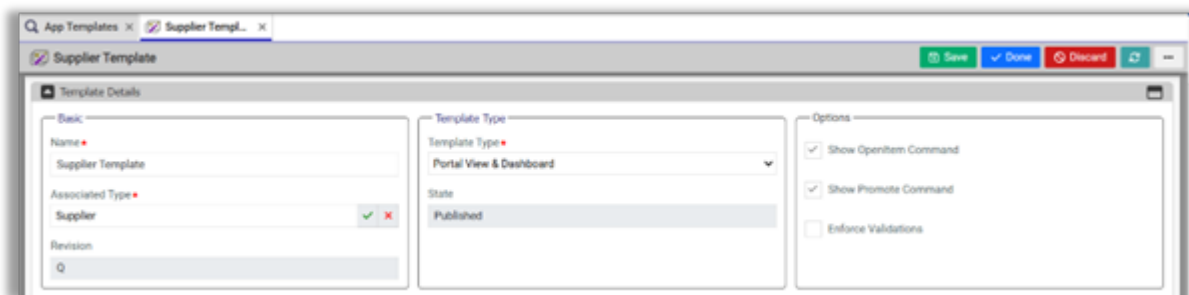 App Templates × Supplier Templ... ×
Supplier Template Save Done Discard ...
Template Details
Basic
Name•
Supplier Template
Associated Type•
Supplier
Revision
Q
Template Type
Template Type•
Portal View & Dashboard
State
Published
Options
Show OpenItem Command
Show Promote Command
Enforce Validations